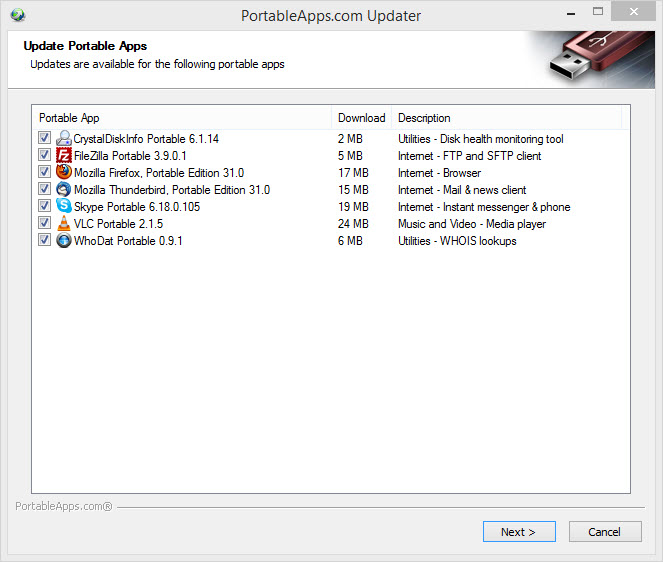 PortableApps.com Updater
Update Portable Apps
Updates are available for the following portable apps
Portable App Download Description
CrystalDiskInfo Portable 6.1.14 2 MB Utilities - Disk health monitoring tool
FileZilla Portable 3.9.0.1 5 MB Internet - FTP and SFTP client
Mozilla Firefox, Portable Edition 31.0 17 MB Internet - Browser
Mozilla Thunderbird, Portable Edition 31.0 15 MB Internet - Mail & news client
Skype Portable 6.18.0.105 19 MB Internet - Instant messenger & phone
VLC Portable 2.1.5 24 MB Music and Video - Media player
WhoDat Portable 0.9.1 6 MB Utilities - WHOIS lookups
PortableApps.com®
Next > Cancel